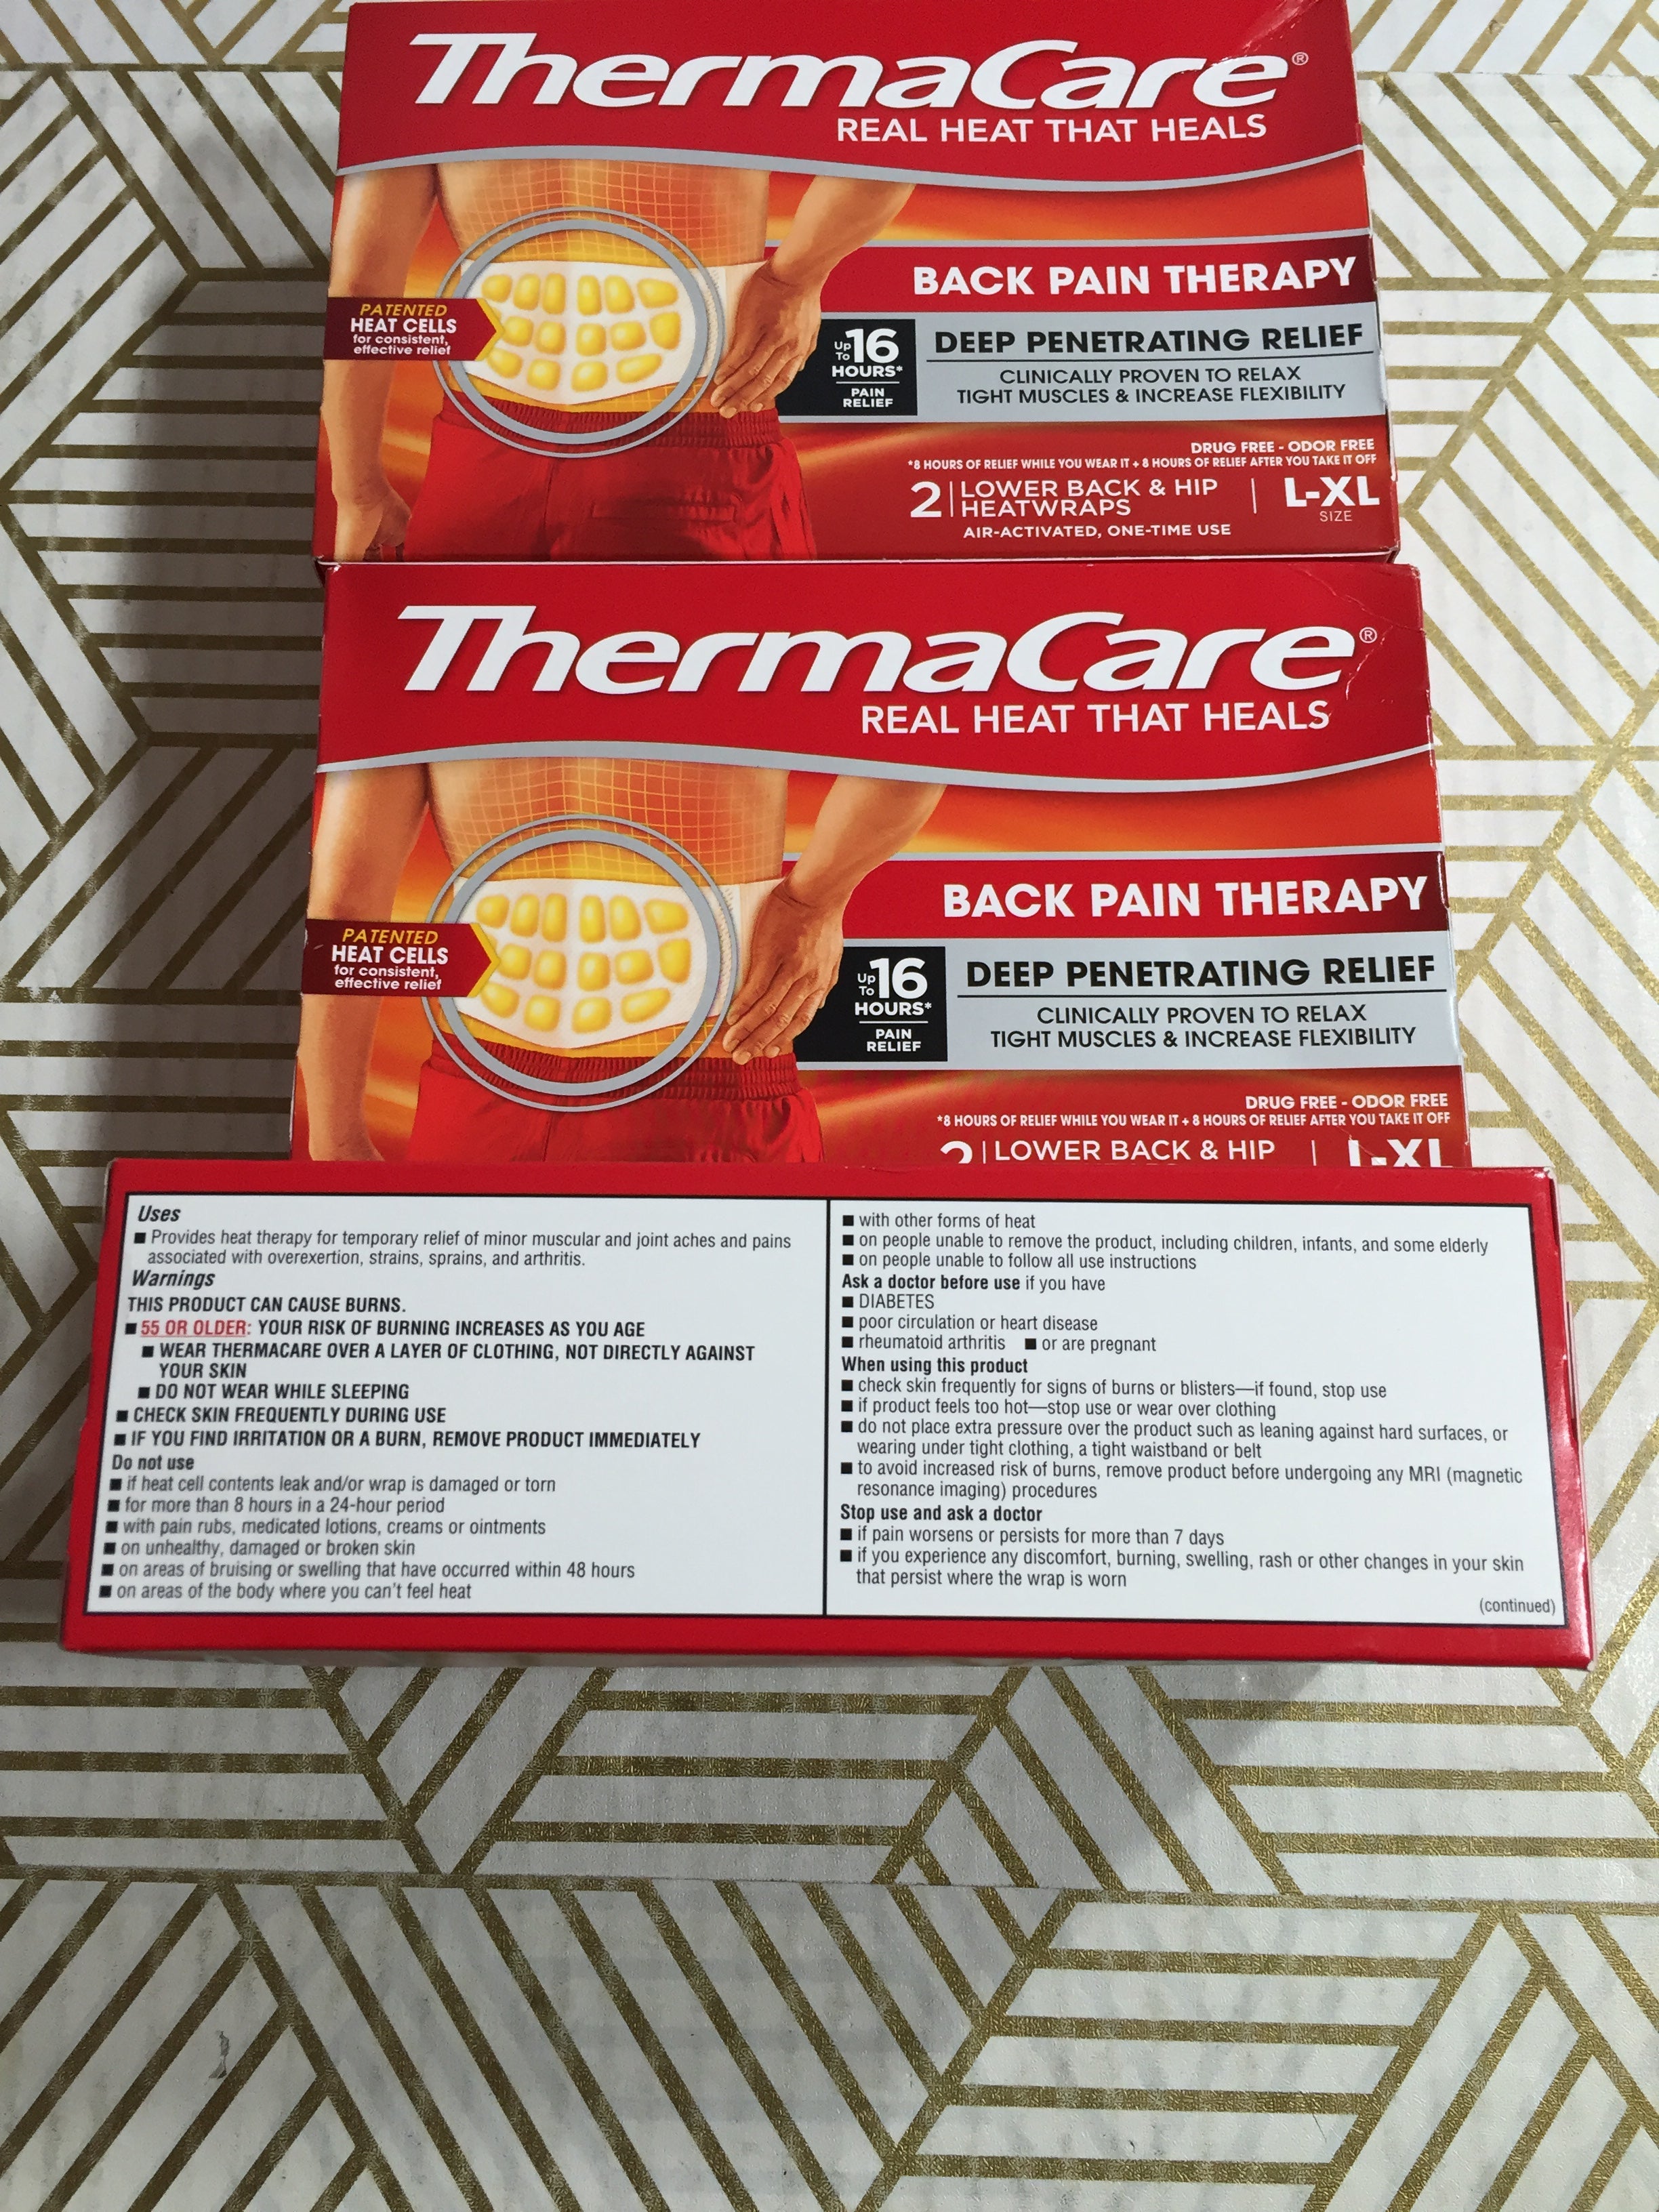 ThermaCare®
REAL HEAT THAT HEALS
PATENTED
HEAT CELLS
for consistent,
effective relief
BACK PAIN THERAPY
Up To 16
HOURS*
PAIN
RELIEF
DEEP PENETRATING RELIEF
CLINICALLY PROVEN TO RELAX
TIGHT MUSCLES & INCREASE FLEXIBILITY
DRUG FREE - ODOR FREE
*8 HOURS OF RELIEF WHILE YOU WEAR IT + 8 HOURS OF RELIEF AFTER YOU TAKE IT OFF
2 LOWER BACK & HIP
HEATWRAPS
L-XL
SIZE
AIR-ACTIVATED, ONE-TIME USE
ThermaCare®
REAL HEAT THAT HEALS
PATENTED
HEAT CELLS
for consistent,
effective relief
BACK PAIN THERAPY
Up To 16
HOURS*
PAIN
RELIEF
DEEP PENETRATING RELIEF
CLINICALLY PROVEN TO RELAX
TIGHT MUSCLES & INCREASE FLEXIBILITY
DRUG FREE - ODOR FREE
*8 HOURS OF RELIEF WHILE YOU WEAR IT + 8 HOURS OF RELIEF AFTER YOU TAKE IT OFF
2 LOWER BACK & HIP L-XL
Uses
■ Provides heat therapy for temporary relief of minor muscular and joint aches and pains
associated with overexertion, strains, sprains, and arthritis.
Warnings
THIS PRODUCT CAN CAUSE BURNS.
■ 55 OR OLDER: YOUR RISK OF BURNING INCREASES AS YOU AGE
■ WEAR THERMACARE OVER A LAYER OF CLOTHING, NOT DIRECTLY AGAINST
YOUR SKIN
■ DO NOT WEAR WHILE SLEEPING
■ CHECK SKIN FREQUENTLY DURING USE
■ IF YOU FIND IRRITATION OR A BURN, REMOVE PRODUCT IMMEDIATELY
Do not use
■ if heat cell contents leak and/or wrap is damaged or torn
■ for more than 8 hours in a 24-hour period
■ with pain rubs, medicated lotions, creams or ointments
■ on unhealthy, damaged or broken skin
■ on areas of bruising or swelling that have occurred within 48 hours
■ on areas of the body where you can't feel heat
■ with other forms of heat
■ on people unable to remove the product, including children, infants, and some elderly
■ on people unable to follow all use instructions
Ask a doctor before use if you have
■ DIABETES
■ poor circulation or heart disease
■ rheumatoid arthritis ■ or are pregnant
When using this product
■ check skin frequently for signs of burns or blisters—if found, stop use
■ if product feels too hot—stop use or wear over clothing
■ do not place extra pressure over the product such as leaning against hard surfaces, or
wearing under tight clothing, a tight waistband or belt
■ to avoid increased risk of burns, remove product before undergoing any MRI (magnetic
resonance imaging) procedures
Stop use and ask a doctor
■ if pain worsens or persists for more than 7 days
■ if you experience any discomfort, burning, swelling, rash or other changes in your skin
that persist where the wrap is worn
(continued)